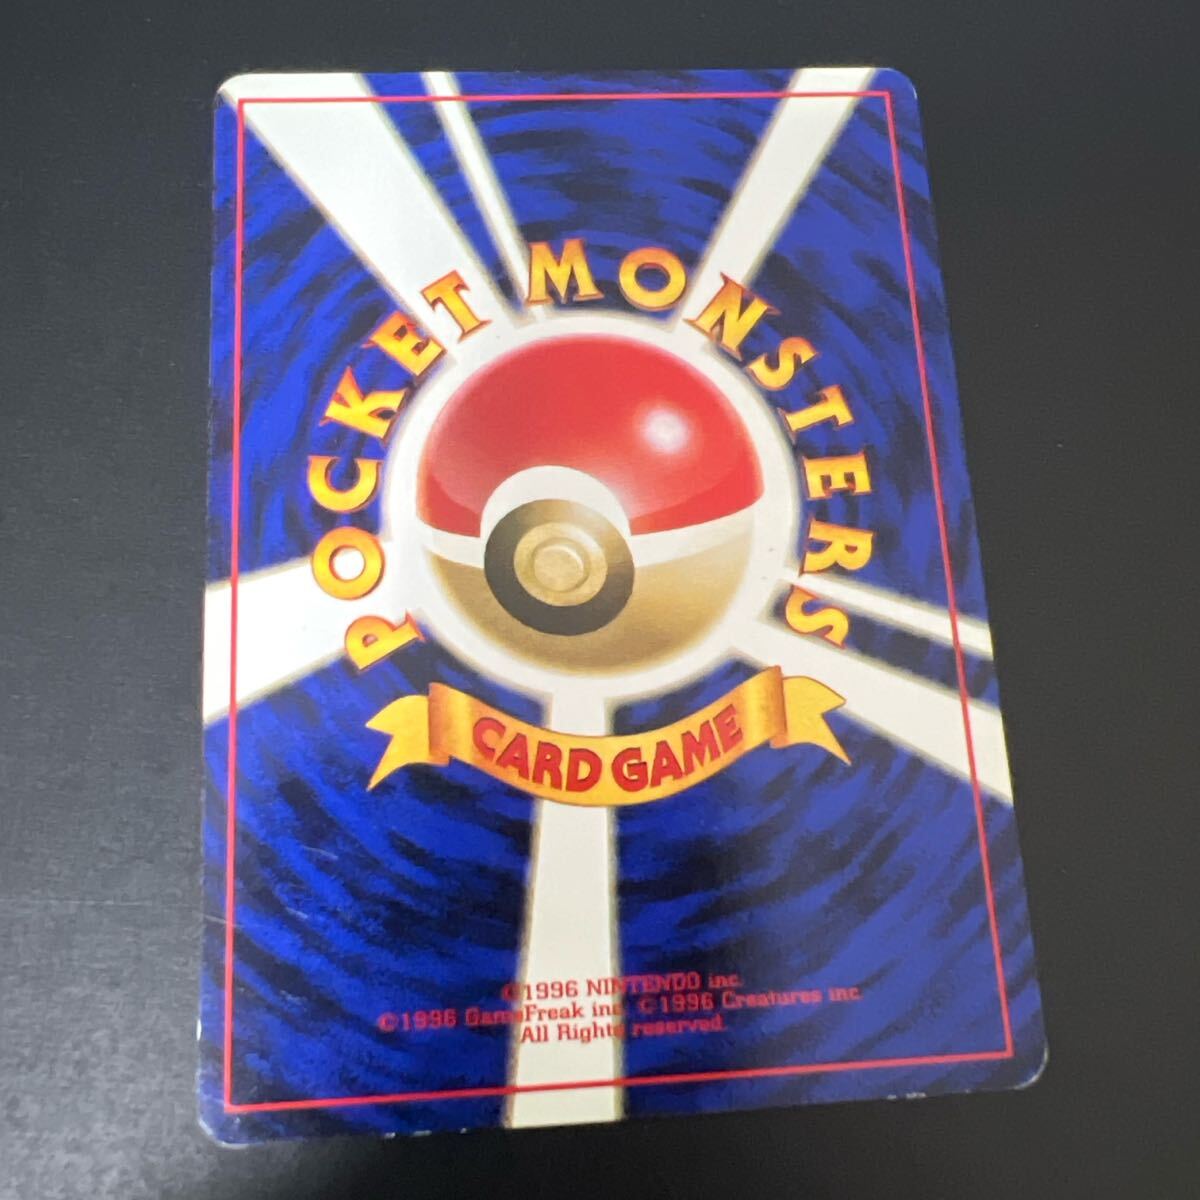 POCKET MONSTERS
CARD GAME
©1996 NINTENDO inc.
©1996 GameFreak inc. ©1996 Creatures inc.
All Rights reserved.